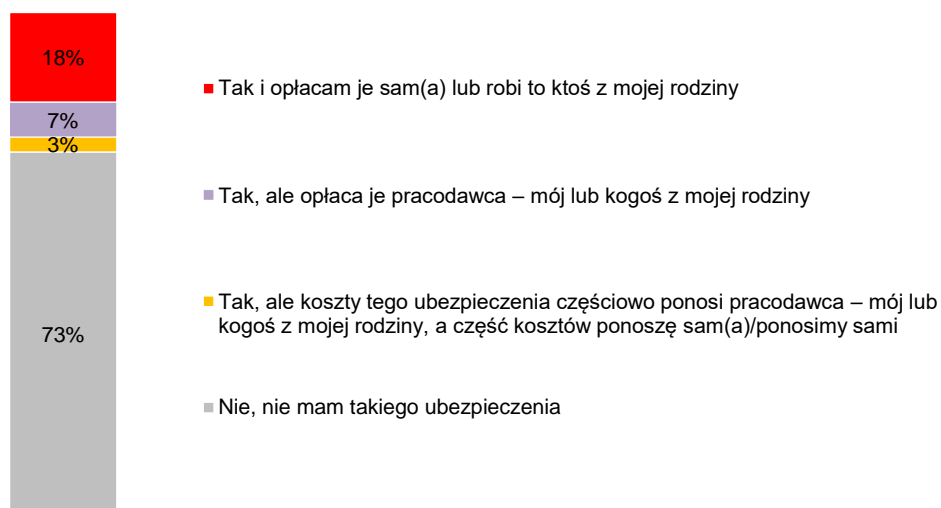 18%
7%
3%
73%
Tak i opłacam je sam(a) lub robi to ktoś z mojej rodziny
Tak, ale opłaca je pracodawca – mój lub kogoś z mojej rodziny
Tak, ale koszty tego ubezpieczenia częściowo ponosi pracodawca – mój lub
kogoś z mojej rodziny, a część kosztów ponoszę sam(a)/ponosimy sami
Nie, nie mam takiego ubezpieczenia